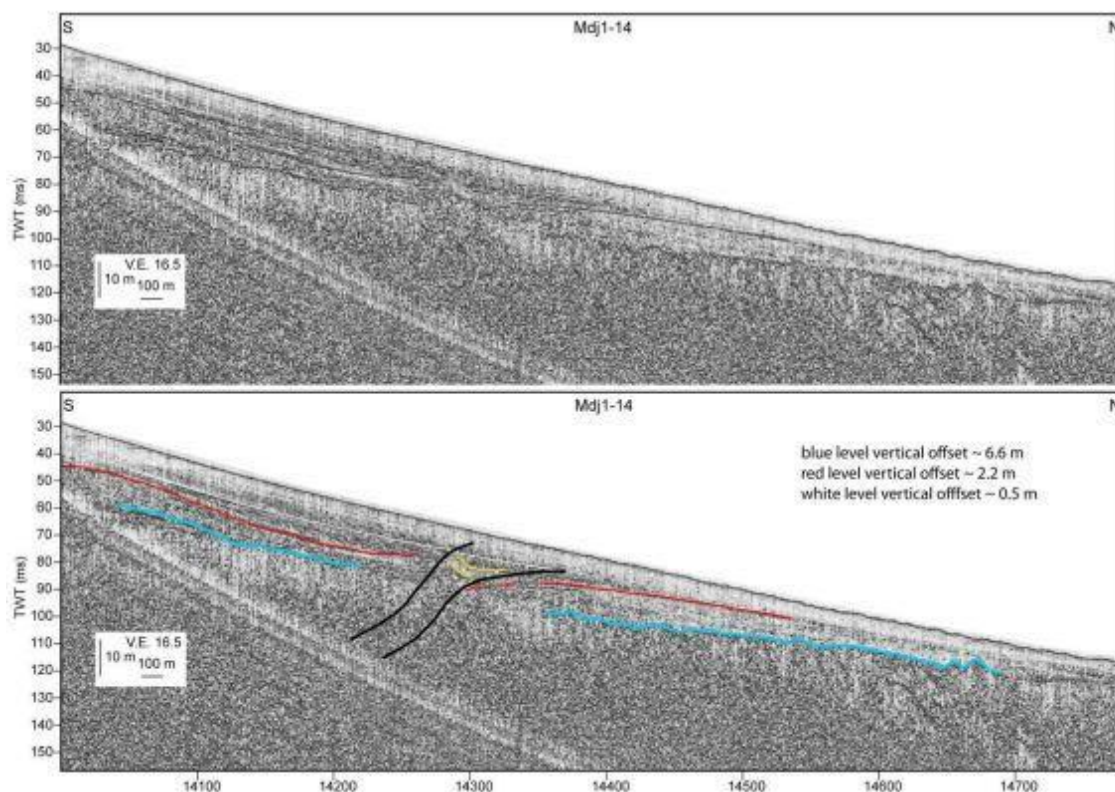 S Mdj1-14 N
30
40
50
60
70
80
90
100
110
120
130
140
150
TWT (ms)
V.E. 16.5
10 m 100 m
S Mdj1-14 N
blue level vertical offset ~ 6.6 m
red level vertical offset ~ 2.2 m
white level vertical offfset ~ 0.5 m
30
40
50
60
70
80
90
100
110
120
130
140
150
TWT (ms)
V.E. 16.5
10 m 100 m
14100 14200 14300 14400 14500 14600 14700